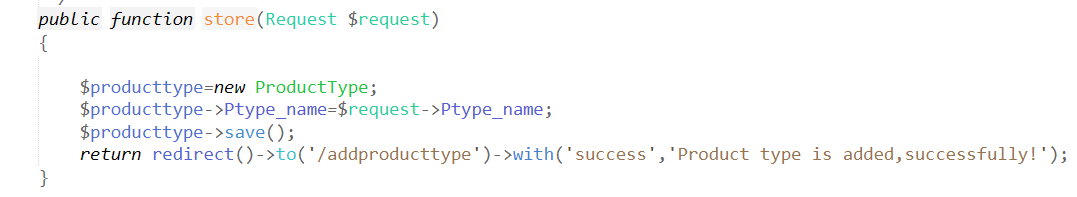 public function store(Request $request)
{
$producttype=new ProductType;
$producttype->Ptype_name=$request->Ptype_name;
$producttype->save();
return redirect()->to('/addproducttype')->with('success','Product type is added,successfully!');
}